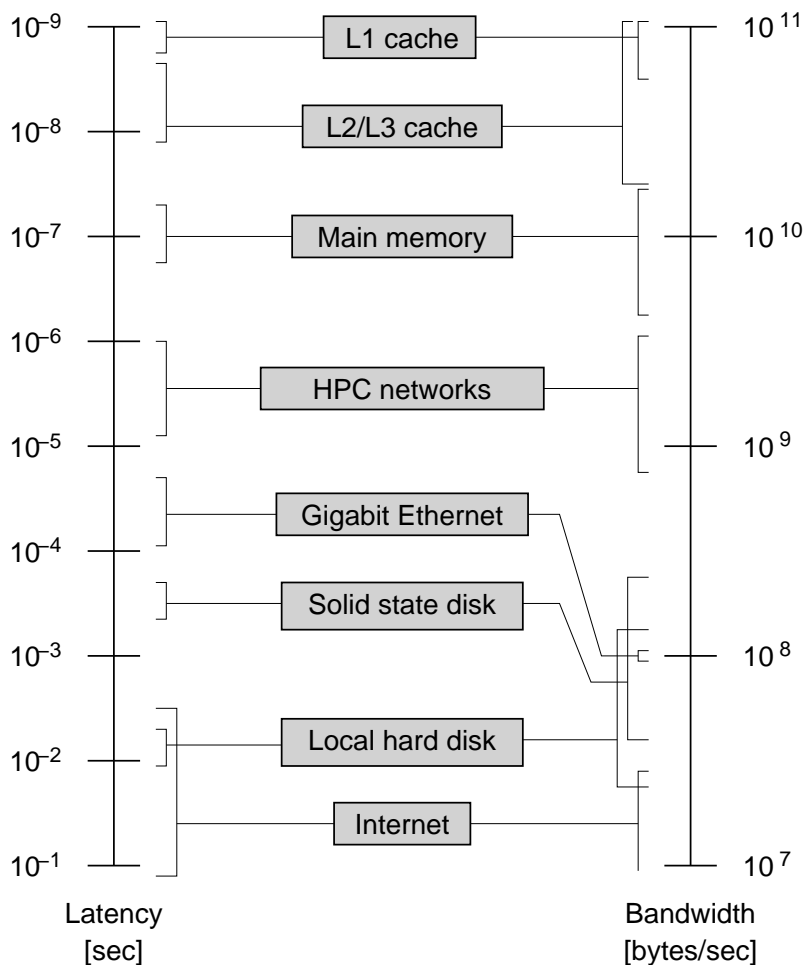 10⁻⁹ L1 cache 10¹¹
10⁻⁸ L2/L3 cache
10⁻⁷ Main memory 10¹⁰
10⁻⁶
HPC networks
10⁻⁵ 10⁹
Gigabit Ethernet
10⁻⁴
Solid state disk
10⁻³ 10⁸
Local hard disk
10⁻²
Internet
10⁻¹ 10⁷
Latency Bandwidth
[sec] [bytes/sec]